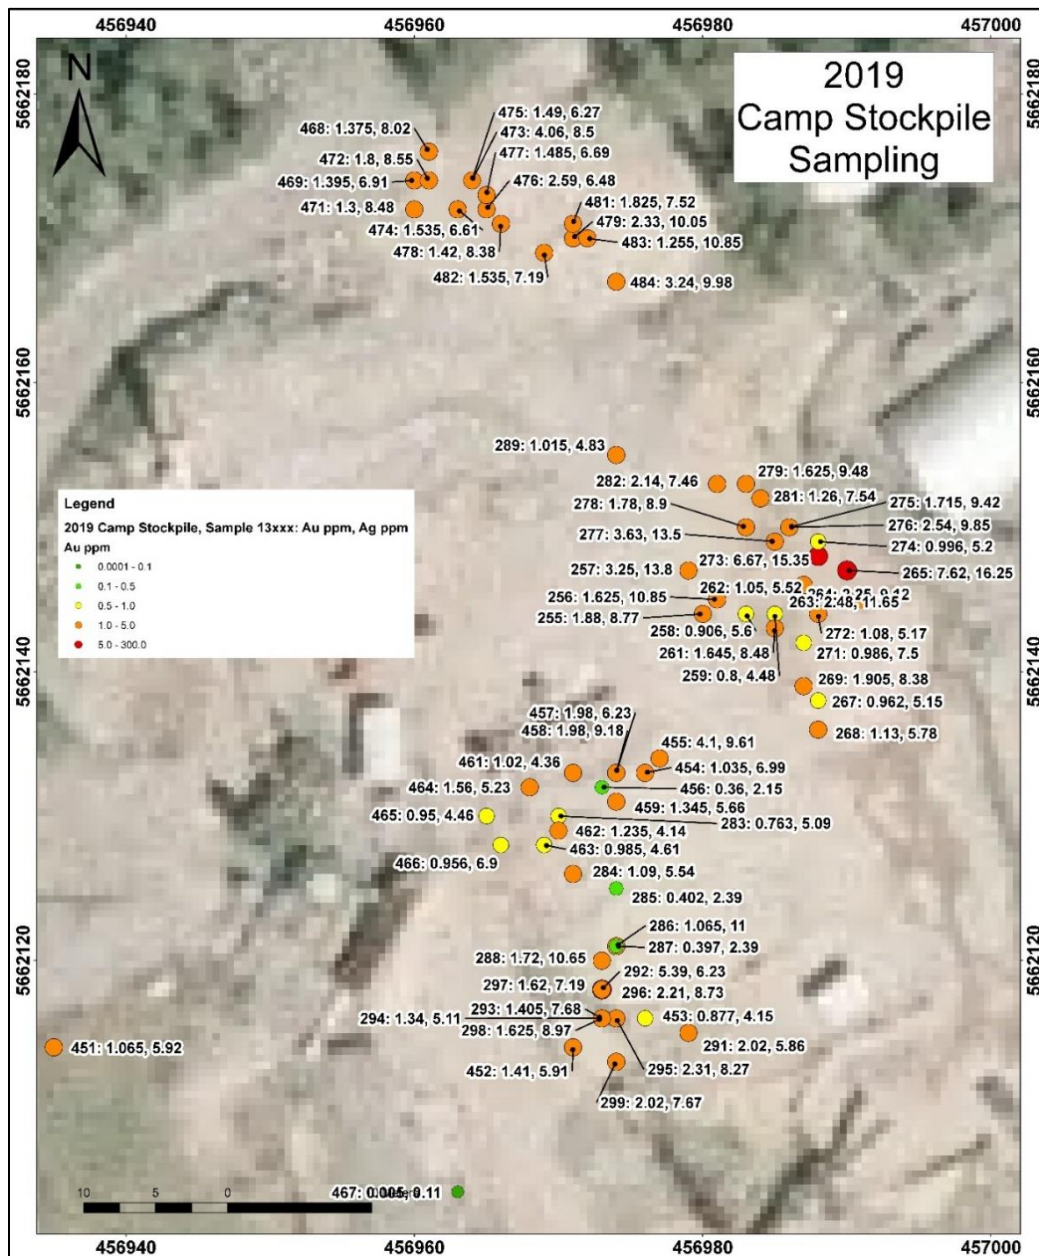 456940 456960 456980 457000
N
2019
Camp Stockpile
Sampling
5662180 5662180
475: 1.49, 6.27
468: 1.375, 8.02
473: 4.06, 8.5
472: 1.8, 8.55
477: 1.485, 6.69
469: 1.395, 6.91
476: 2.59, 6.48
481: 1.825, 7.52
471: 1.3, 8.48
479: 2.33, 10.05
474: 1.535, 6.61
483: 1.255, 10.85
478: 1.42, 8.38
482: 1.535, 7.19
484: 3.24, 9.98
5662160 5662160
289: 1.015, 4.83
279: 1.625, 9.48
282: 2.14, 7.46
281: 1.26, 7.54
275: 1.715, 9.42
278: 1.78, 8.9
276: 2.54, 9.85
277: 3.63, 13.5
274: 0.996, 5.2
273: 6.67, 15.35
257: 3.25, 13.8
265: 7.62, 16.25
262: 1.05, 5.52
256: 1.625, 10.85
263: 2.48, 11.65
255: 1.88, 8.77
258: 0.906, 5.6
272: 1.08, 5.17
261: 1.645, 8.48
271: 0.986, 7.5
259: 0.8, 4.48
269: 1.905, 8.38
267: 0.962, 5.15
268: 1.13, 5.78
Legend
2019 Camp Stockpile, Sample 13xxx: Au ppm, Ag ppm
Au ppm
0.0001 - 0.1
0.1 - 0.5
0.5 - 1.0
1.0 - 5.0
5.0 - 300.0
5662140 5662140
457: 1.98, 6.23
458: 1.98, 9.18
455: 4.1, 9.61
461: 1.02, 4.36
454: 1.035, 6.99
464: 1.56, 5.23
456: 0.36, 2.15
459: 1.345, 5.66
465: 0.95, 4.46
283: 0.763, 5.09
462: 1.235, 4.14
463: 0.985, 4.61
466: 0.956, 6.9
284: 1.09, 5.54
285: 0.402, 2.39
5662120 5662120
286: 1.065, 11
287: 0.397, 2.39
288: 1.72, 10.65
292: 5.39, 6.23
297: 1.62, 7.19
296: 2.21, 8.73
293: 1.405, 7.68
294: 1.34, 5.11
453: 0.877, 4.15
298: 1.625, 8.97
291: 2.02, 5.86
451: 1.065, 5.92
295: 2.31, 8.27
452: 1.41, 5.91
299: 2.02, 7.67
467: 0.005, 0.11
10 5 0
456940 456960 456980 457000